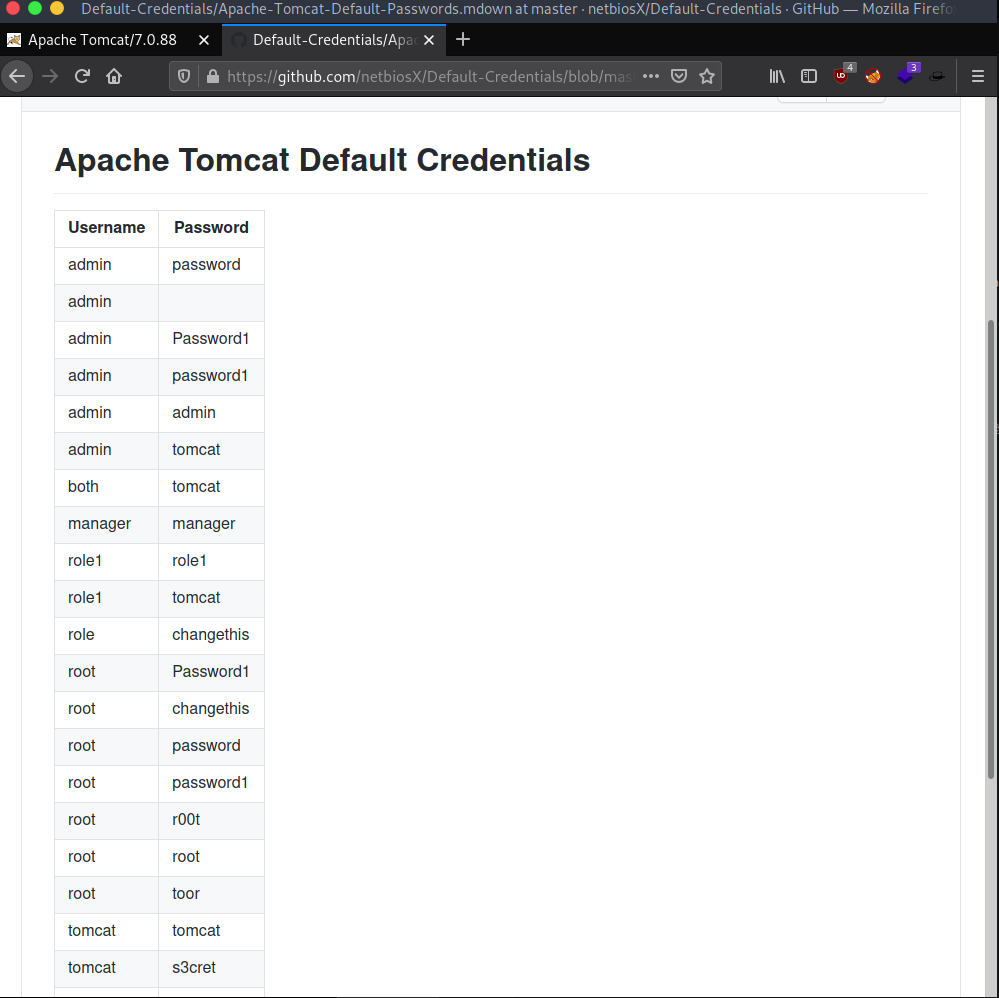 Default-Credentials/Apache-Tomcat-Default-Passwords.mdown at master · netbiosX/Default-Credentials · GitHub — Mozilla Firefo
Apache Tomcat/7.0.88 Default-Credentials/Apac
https://github.com/netbiosX/Default-Credentials/blob/mas 4 3
Apache Tomcat Default Credentials
Username Password
admin password
admin
admin Password1
admin password1
admin admin
admin tomcat
both tomcat
manager manager
role1 role1
role1 tomcat
role changethis
root Password1
root changethis
root password
root password1
root r00t
root root
root toor
tomcat tomcat
tomcat s3cret